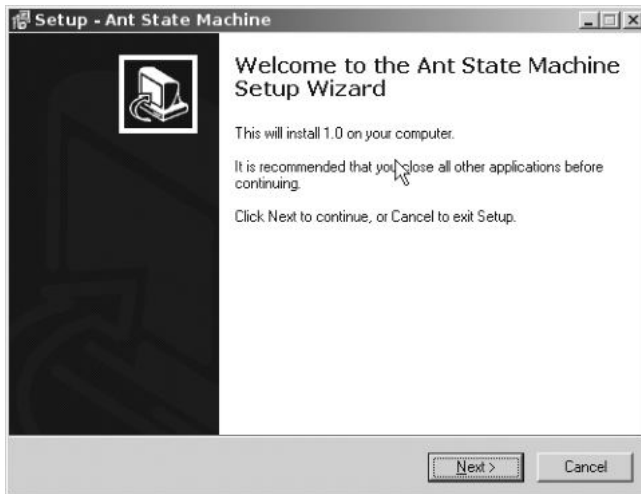 Setup - Ant State Machine
Welcome to the Ant State Machine
Setup Wizard
This will install 1.0 on your computer.
It is recommended that you close all other applications before
continuing.
Click Next to continue, or Cancel to exit Setup.
Next >
Cancel